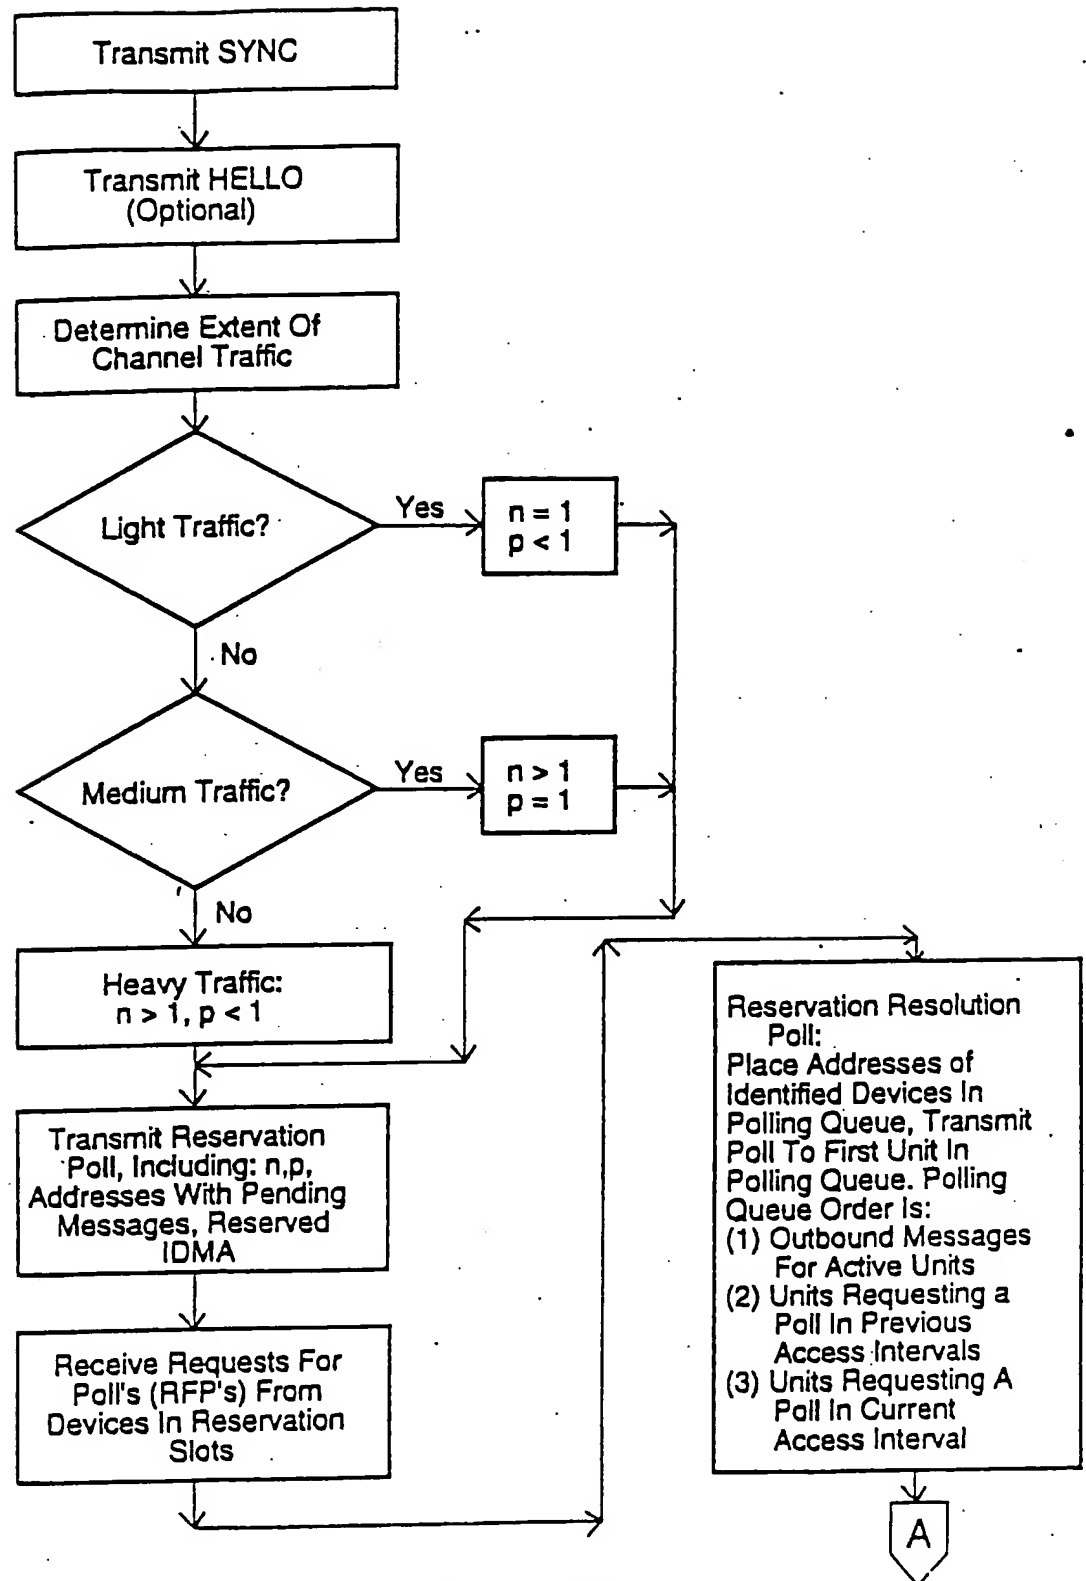 Transmit SYNC
Transmit HELLO
(Optional)
Determine Extent Of
Channel Traffic
Light Traffic?
Yes
n = 1
p < 1
No
Medium Traffic?
Yes
n > 1
p = 1
No
Heavy Traffic:
n > 1, p < 1
Transmit Reservation
Poll, Including: n,p,
Addresses With Pending
Messages, Reserved
IDMA
Receive Requests For
Poll's (RFP's) From
Devices In Reservation
Slots
Reservation Resolution
Poll:
Place Addresses of
Identified Devices In
Polling Queue, Transmit
Poll To First Unit In
Polling Queue. Polling
Queue Order Is:
(1) Outbound Messages
For Active Units
(2) Units Requesting a
Poll In Previous
Access Intervals
(3) Units Requesting A
Poll In Current
Access Interval
A